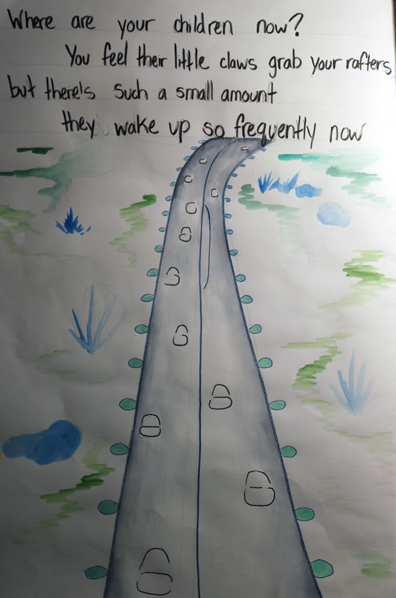 Where are your children now?
You feel their little claws grab your rafters
but there's such a small amount
they wake up so frequently now